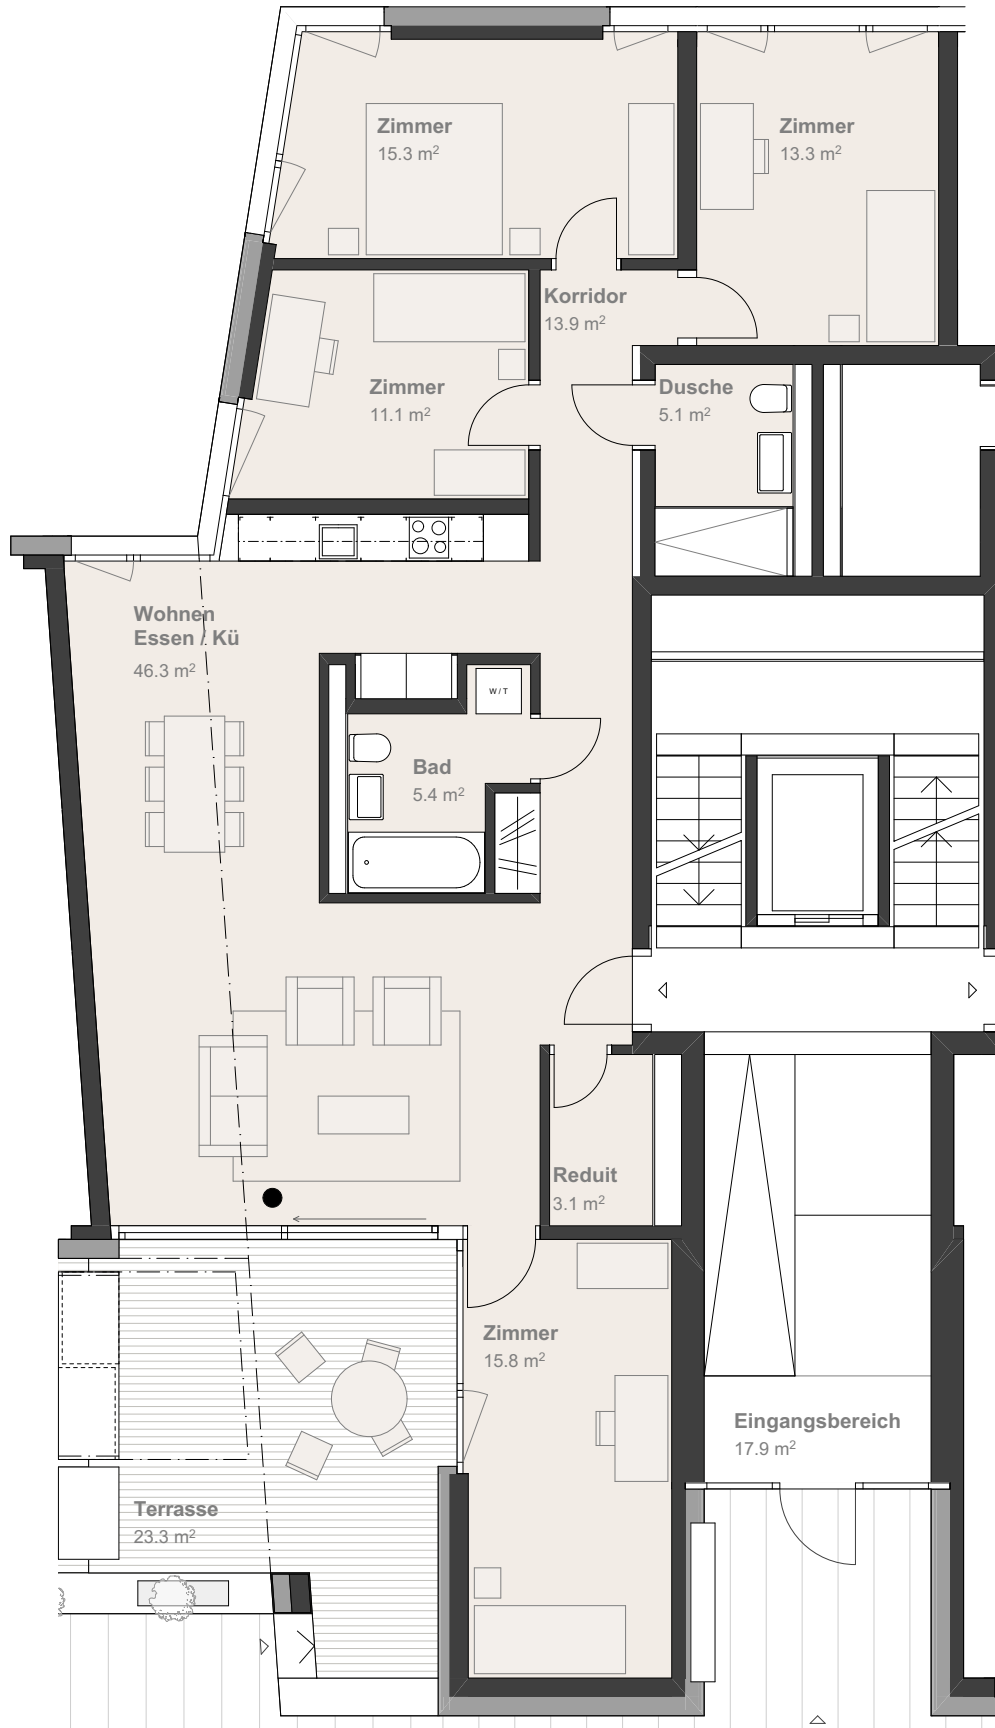 Zimmer
15.3 m²
Zimmer
13.3 m²
Korridor
13.9 m²
Zimmer
11.1 m²
Dusche
5.1 m²
Wohnen
Essen / Kü
46.3 m²
W / T
Bad
5.4 m²
Reduit
3.1 m²
Zimmer
15.8 m²
Eingangsbereich
17.9 m²
Terrasse
23.3 m²